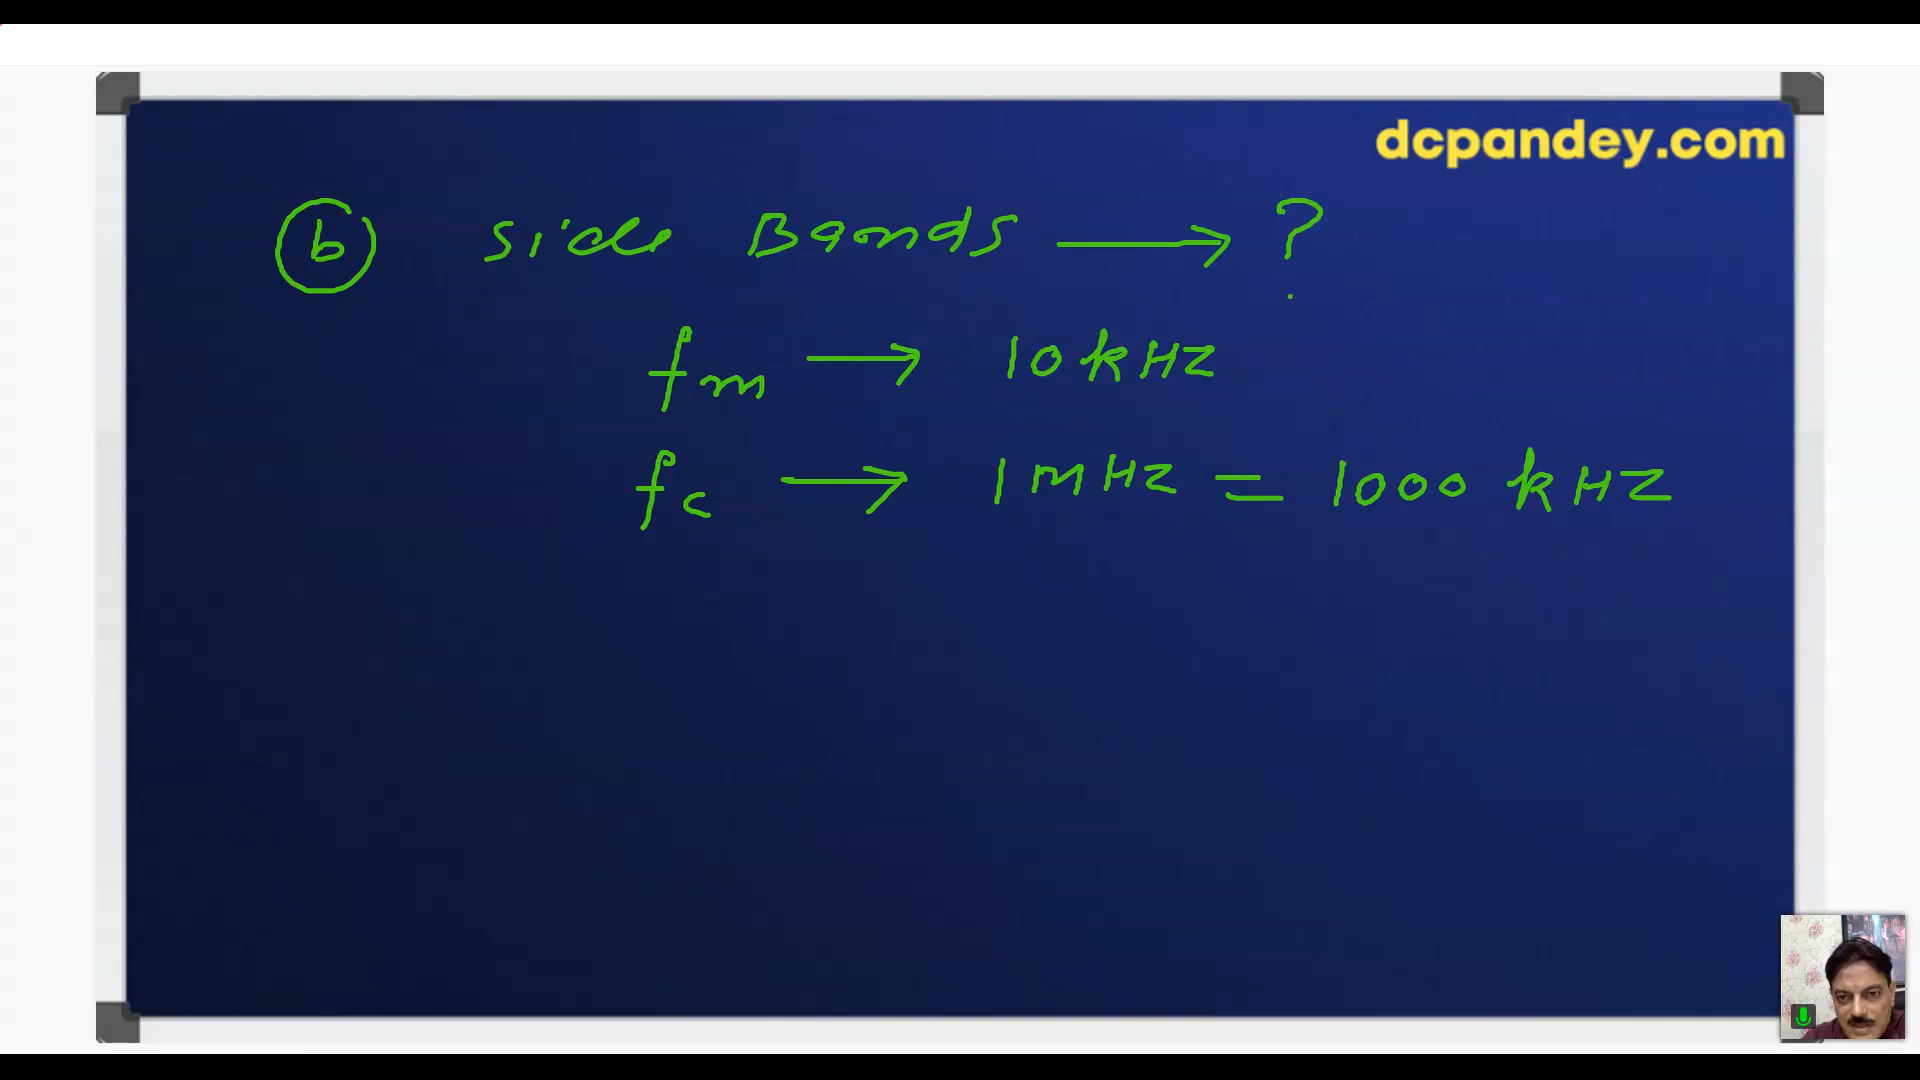 dcpandey.com
b Side Bands → ?
fm → 10 kHz
fc → 1 MHz = 1000 kHz